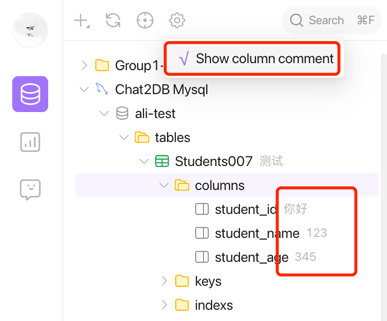 Search ⌘F
Group1-
√ Show column comment
Chat2DB Mysql
ali-test
tables
Students007 测试
columns
student_id 你好
student_name 123
student_age 345
keys
indexs